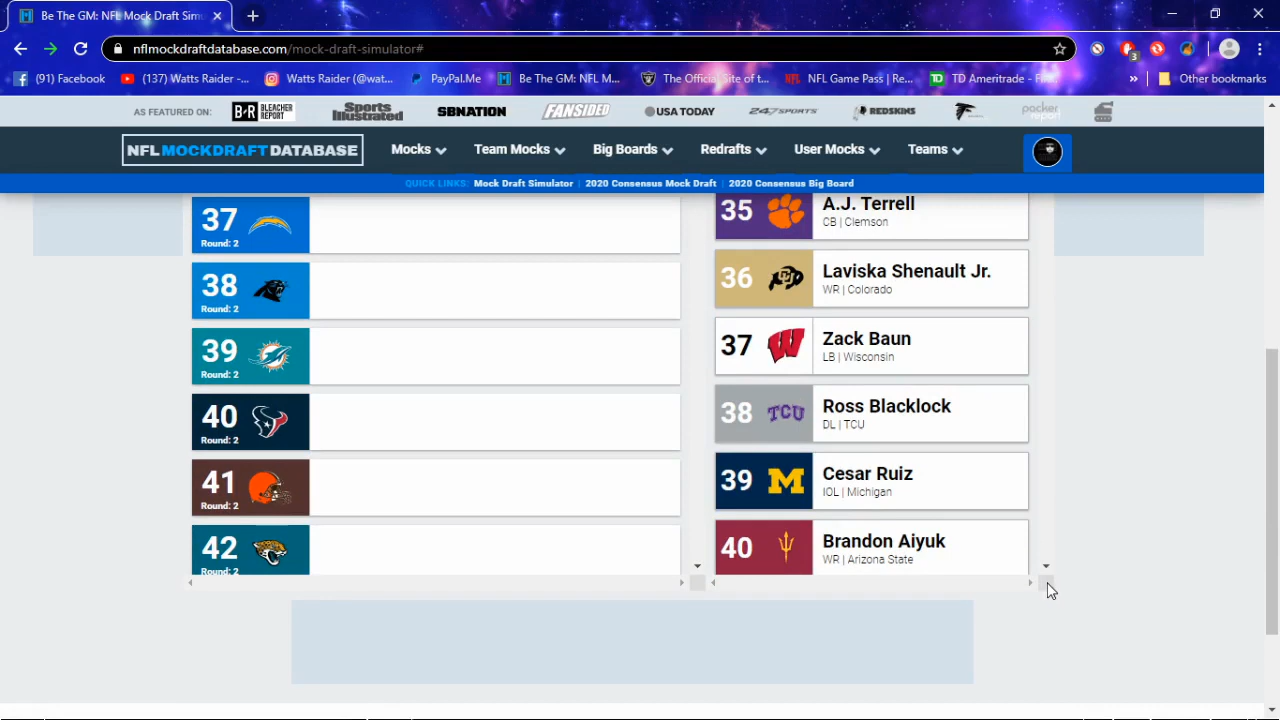 Be The GM: NFL Mock Draft Simu
nflmockdraftdatabase.com/mock-draft-simulator#
3
(91) Facebook
(137) Watts Raider -...
Watts Raider (@wat...
PayPal.Me
Be The GM: NFL M...
The Official Site of t...
NFL Game Pass | Re...
TD Ameritrade - Fin...
»
Other bookmarks
AS FEATURED ON:
B/R BLEACHER REPORT
Sports Illustrated
SBNATION
FANSIDED
USA TODAY
247SPORTS
REDSKINS
packer report
NFLMOCKDRAFTDATABASE
Mocks
Team Mocks
Big Boards
Redrafts
User Mocks
Teams
QUICK LINKS: Mock Draft Simulator | 2020 Consensus Mock Draft | 2020 Consensus Big Board
37
Round: 2
38
Round: 2
39
Round: 2
40
Round: 2
41
Round: 2
42
Round: 2
35
A.J. Terrell
CB | Clemson
36
Laviska Shenault Jr.
WR | Colorado
37
Zack Baun
LB | Wisconsin
38
TCU
Ross Blacklock
DL | TCU
39
M
Cesar Ruiz
IOL | Michigan
40
Brandon Aiyuk
WR | Arizona State